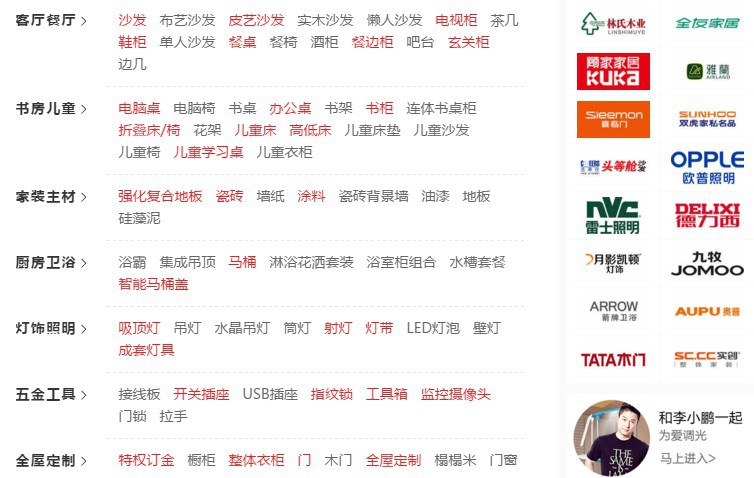 客厅餐厅 > 沙发 布艺沙发 皮艺沙发 实木沙发 懒人沙发 电视柜 茶几
鞋柜 单人沙发 餐桌 餐椅 酒柜 餐边柜 吧台 玄关柜
边几
书房儿童 > 电脑桌 电脑椅 书桌 办公桌 书架 书柜 连体书桌柜
折叠床/椅 花架 儿童床 高低床 儿童床垫 儿童沙发
儿童椅 儿童学习桌 儿童衣柜
家装主材 > 强化复合地板 瓷砖 墙纸 涂料 瓷砖背景墙 油漆 地板
硅藻泥
厨房卫浴 > 浴霸 集成吊顶 马桶 淋浴花洒套装 浴室柜组合 水槽套餐
智能马桶盖
灯饰照明 > 吸顶灯 吊灯 水晶吊灯 筒灯 射灯 灯带 LED灯泡 壁灯
成套灯具
五金工具 > 接线板 开关插座 USB插座 指纹锁 工具箱 监控摄像头
门锁 拉手
全屋定制 > 特权订金 橱柜 整体衣柜 门 木门 全屋定制 榻榻米 门窗
林氏木业
LINSHIMUYE
全友家居
顾家家居
KUKA
雅蘭
AIRLAND
Sleemon
喜临门
SUNHOO
双虎家私名品
头等舱
OPPLE
欧普照明
NVC
雷士照明
DELIXI
德力西
月影凯顿
灯饰
九牧
JOMOO
ARROW
箭牌卫浴
AUPU 奥普
TATA木门
SC.CC 实创
整体家装
和李小鹏一起
为爱调光
马上进入>
THE
SAME